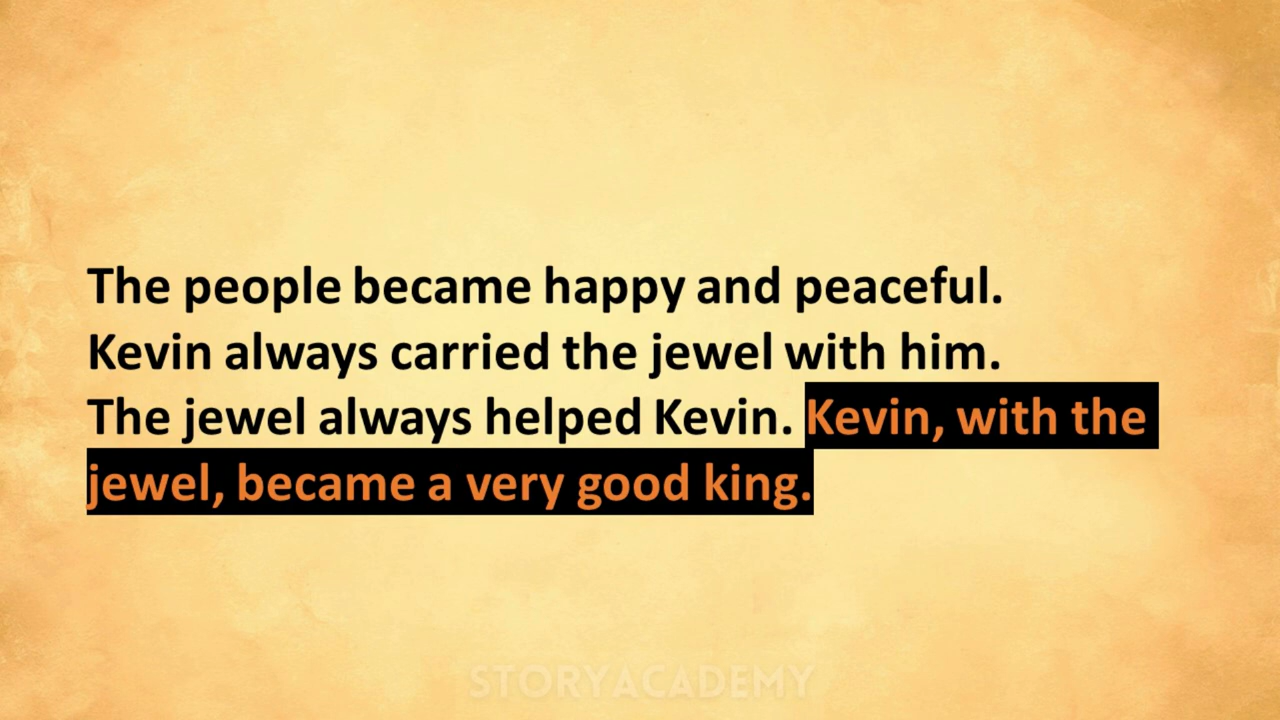 The people became happy and peaceful.
Kevin always carried the jewel with him.
The jewel always helped Kevin. Kevin, with the
jewel, became a very good king.
STORYACADEMY